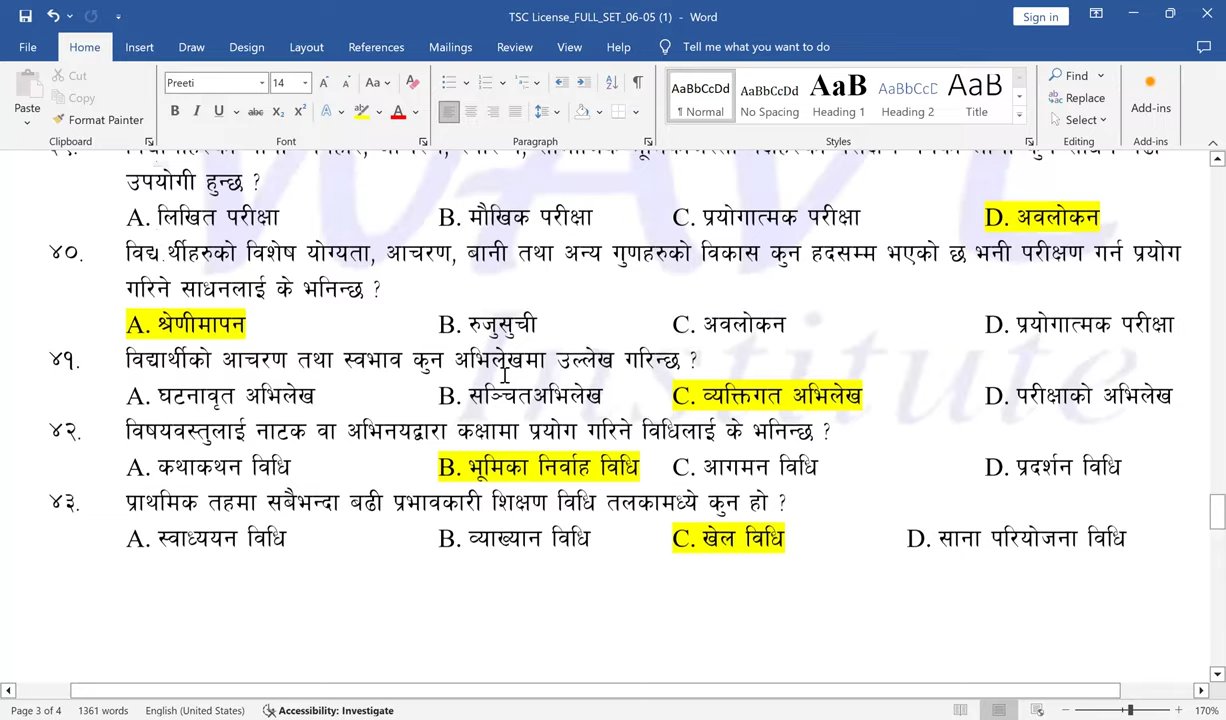 TSC License_FULL_SET_06-05 (1) - Word
Sign in
File Home Insert Draw Design Layout References Mailings Review View Help Tell me what you want to do
Paste
Cut
Copy
Format Painter
Clipboard
Preeti 14
Font
Paragraph
AaBbCcDd ¶ Normal
AaBbCcDd No Spacing
AaB Heading 1
AaBbCcD Heading 2
AaB Title
Styles
Find
Replace
Select
Editing
Add-ins
Add-ins
उपयोगी हुन्छ ?
A. लिखित परीक्षा B. मौखिक परीक्षा C. प्रयोगात्मक परीक्षा D. अवलोकन
४०. विद्यार्थीहरुको विशेष योग्यता, आचरण, बानी तथा अन्य गुणहरुको विकास कुन हदसम्म भएको छ भनी परीक्षण गर्न प्रयोग
गरिने साधनलाई के भनिन्छ ?
A. श्रेणीमापन B. रुजुसुची C. अवलोकन D. प्रयोगात्मक परीक्षा
४१. विद्यार्थीको आचरण तथा स्वभाव कुन अभिलेखमा उल्लेख गरिन्छ ?
A. घटनावृत अभिलेख B. सञ्चितअभिलेख C. व्यक्तिगत अभिलेख D. परीक्षाको अभिलेख
४२. विषयवस्तुलाई नाटक वा अभिनयद्वारा कक्षामा प्रयोग गरिने विधिलाई के भनिन्छ ?
A. कथाकथन विधि B. भूमिका निर्वाह विधि C. आगमन विधि D. प्रदर्शन विधि
४३. प्राथमिक तहमा सबैभन्दा बढी प्रभावकारी शिक्षण विधि तलकामध्ये कुन हो ?
A. स्वाध्ययन विधि B. व्याख्यान विधि C. खेल विधि D. साना परियोजना विधि
Institute
Page 3 of 4 1361 words English (United States) Accessibility: Investigate 170%